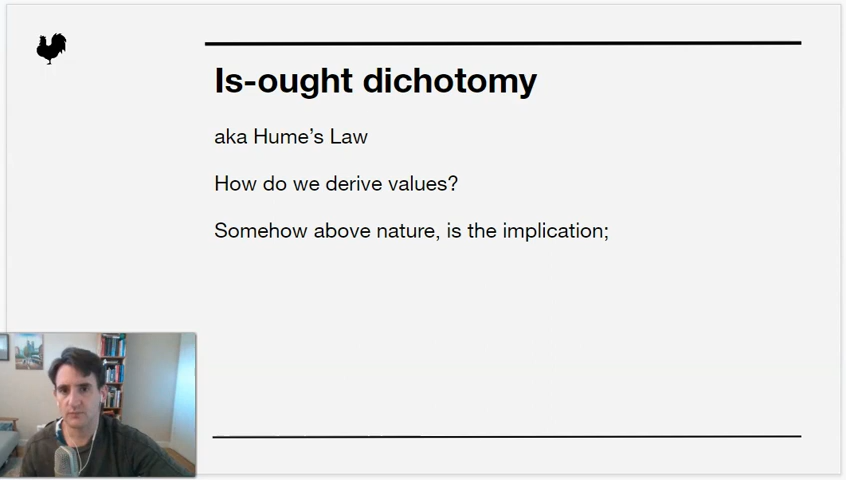 Is-ought dichotomy
aka Hume’s Law
How do we derive values?
Somehow above nature, is the implication;